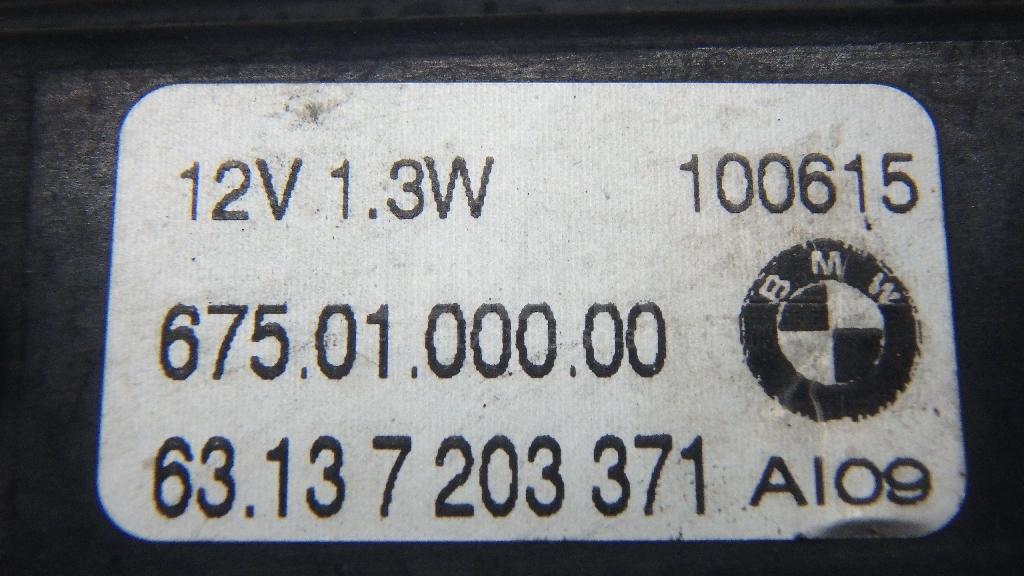 12V 1.3W 100615
BMW
675.01.000.00
63.13 7 203 371 AI09